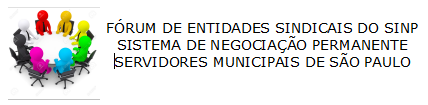 FÓRUM DE ENTIDADES SINDICAIS DO SINP
SISTEMA DE NEGOCIAÇÃO PERMANENTE
SERVIDORES MUNICIPAIS DE SÃO PAULO